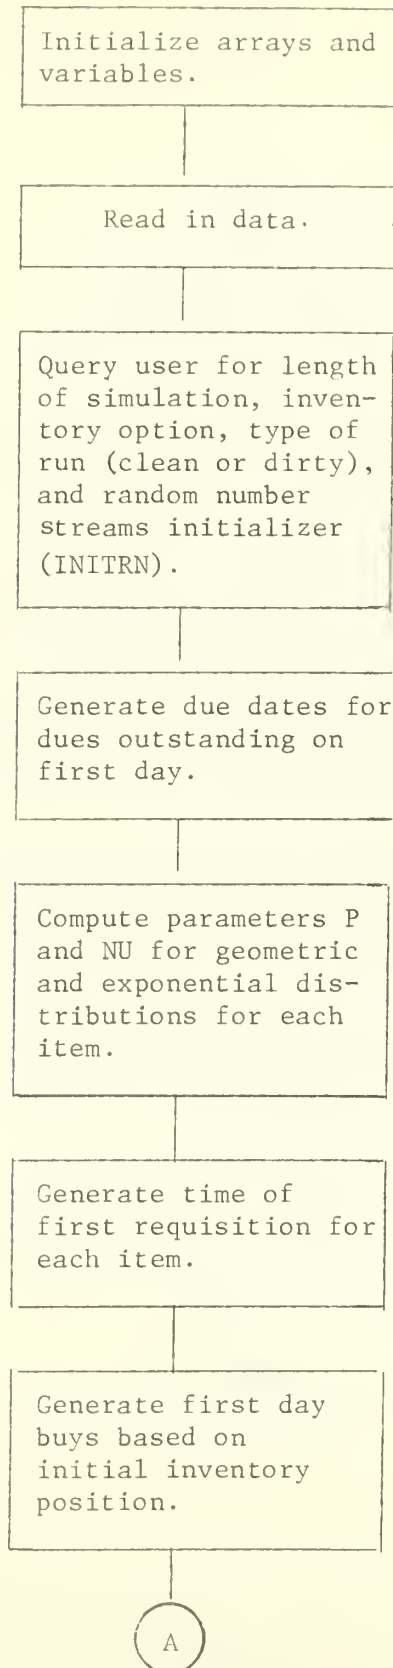 Initialize arrays and
variables.
Read in data.
Query user for length
of simulation, inven-
tory option, type of
run (clean or dirty),
and random number
streams initializer
(INITRN).
Generate due dates for
dues outstanding on
first day.
Compute parameters P
and NU for geometric
and exponential dis-
tributions for each
item.
Generate time of
first requisition for
each item.
Generate first day
buys based on
initial inventory
position.
A